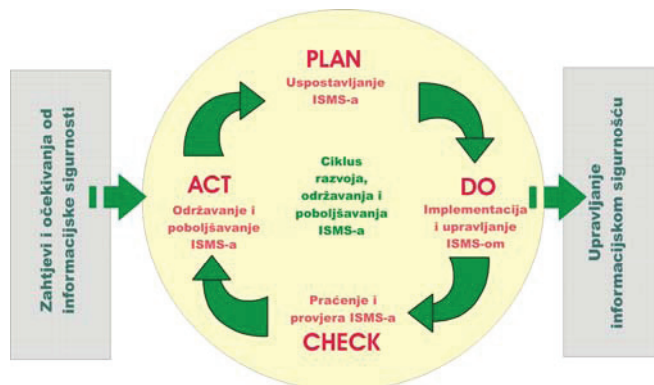 Zahtjevi i očekivanja od
informacijske sigurnosti
PLAN
Uspostavljanje
ISMS-a
ACT
Održavanje i
poboljšavanje
ISMS-a
Ciklus
razvoja,
održavanja i
poboljšavanja
ISMS-a
DO
Implementacija
i upravljanje
ISMS-om
Praćenje i
provjera ISMS-a
CHECK
Upravljanje
informacijskom sigurnošću